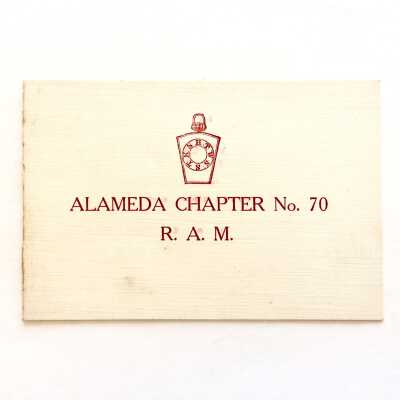 H T W S S T K S
ALAMEDA CHAPTER No. 70
R. A. M.